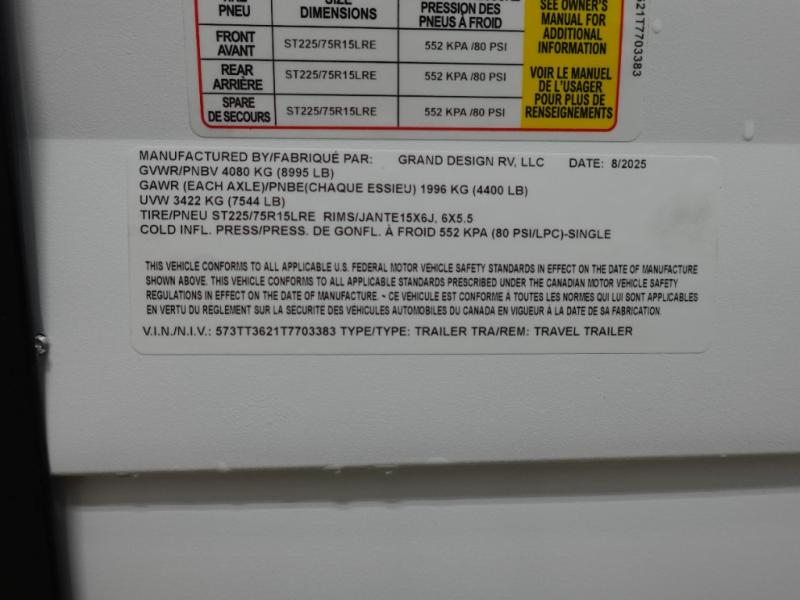 PNEU DIMENSIONS PRESSION DES PNEUS À FROID
SEE OWNER'S
MANUAL FOR
ADDITIONAL
INFORMATION
FRONT
AVANT ST225/75R15LRE 552 KPA /80 PSI
REAR
ARRIÈRE ST225/75R15LRE 552 KPA /80 PSI
SPARE
DE SECOURS ST225/75R15LRE 552 KPA /80 PSI
VOIR LE MANUEL
DE L'USAGER
POUR PLUS DE
RENSEIGNEMENTS
621T7703383
MANUFACTURED BY/FABRIQUÉ PAR: GRAND DESIGN RV, LLC DATE: 8/2025
GVWR/PNBV 4080 KG (8995 LB)
GAWR (EACH AXLE)/PNBE(CHAQUE ESSIEU) 1996 KG (4400 LB)
UVW 3422 KG (7544 LB)
TIRE/PNEU ST225/75R15LRE RIMS/JANTE15X6J, 6X5.5
COLD INFL. PRESS/PRESS. DE GONFL. À FROID 552 KPA (80 PSI/LPC)-SINGLE
THIS VEHICLE CONFORMS TO ALL APPLICABLE U.S. FEDERAL MOTOR VEHICLE SAFETY STANDARDS IN EFFECT ON THE DATE OF MANUFACTURE
SHOWN ABOVE. THIS VEHICLE CONFORMS TO ALL APPLICABLE STANDARDS PRESCRIBED UNDER THE CANADIAN MOTOR VEHICLE SAFETY
REGULATIONS IN EFFECT ON THE DATE OF MANUFACTURE. ~ CE VEHICULE EST CONFORME À TOUTES LES NORMES QUI LUI SONT APPLICABLES
EN VERTU DU REGLEMENT SUR LA SECURITE DES VÉHICULES AUTOMOBILES DU CANADA EN VIGUEUR À LA DATE DE SA FABRICATION.
V.I.N./N.I.V.: 573TT3621T7703383 TYPE/TYPE: TRAILER TRA/REM: TRAVEL TRAILER